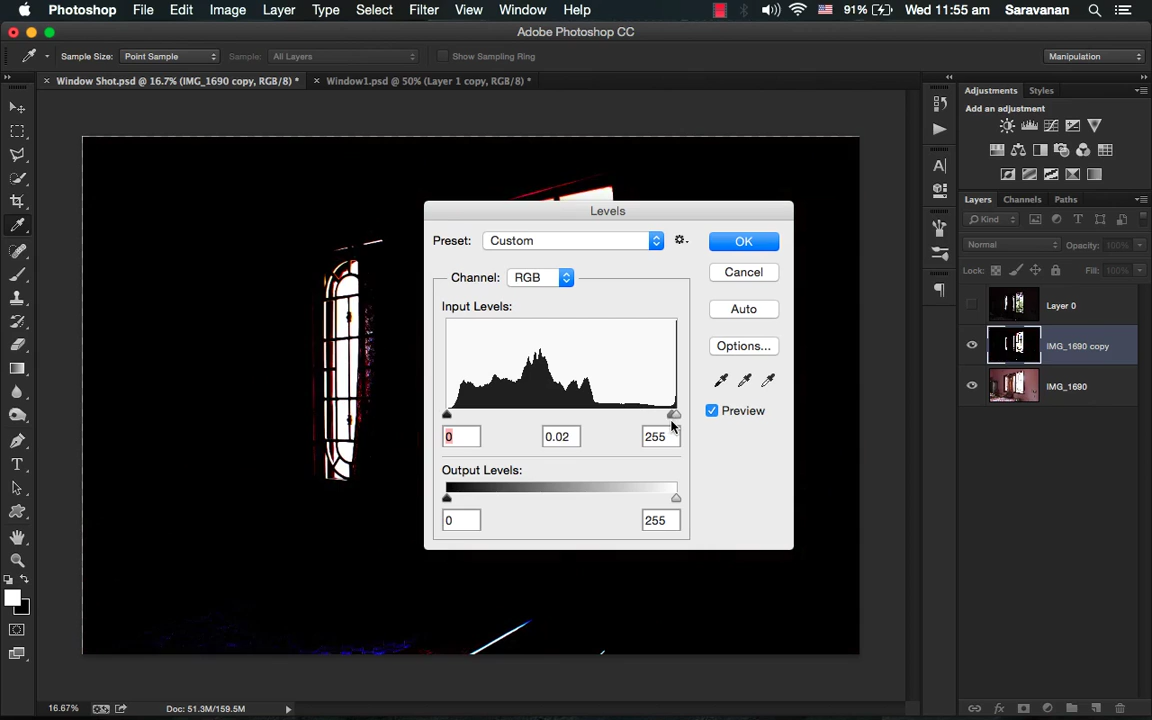 Photoshop File Edit Image Layer Type Select Filter View Window Help 91% Wed 11:55 am Saravanan
Adobe Photoshop CC
Sample Size: Point Sample Sample: All Layers Show Sampling Ring Manipulation
Window Shot.psd @ 16.7% (IMG_1690 copy, RGB/8) * Window1.psd @ 50% (Layer 1 copy, RGB/8) *
Adjustments Styles
Add an adjustment
Layers Channels Paths
Kind
Normal Opacity: 100%
Lock: Fill: 100%
Layer 0
IMG_1690 copy
IMG_1690
Levels
Preset: Custom OK
Channel: RGB Cancel
Input Levels: Auto
Options...
Preview
0 0.02 255
Output Levels:
0 255
16.67% Doc: 51.3M/159.5M